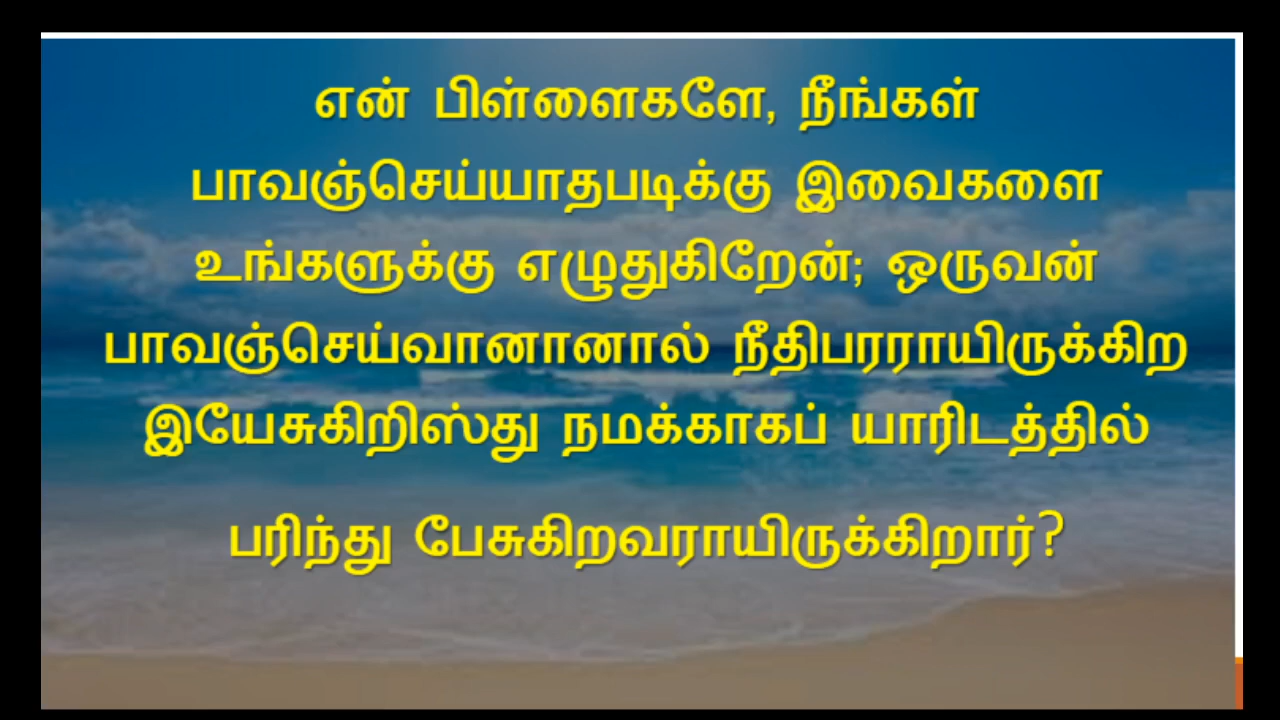 என் பிள்ளைகளே, நீங்கள்
பாவஞ்செய்யாதபடிக்கு இவைகளை
உங்களுக்கு எழுதுகிறேன்; ஒருவன்
பாவஞ்செய்வானானால் நீதிபரராயிருக்கிற
இயேசுகிறிஸ்து நமக்காகப் யாரிடத்தில்
பரிந்து பேசுகிறவராயிருக்கிறார்?